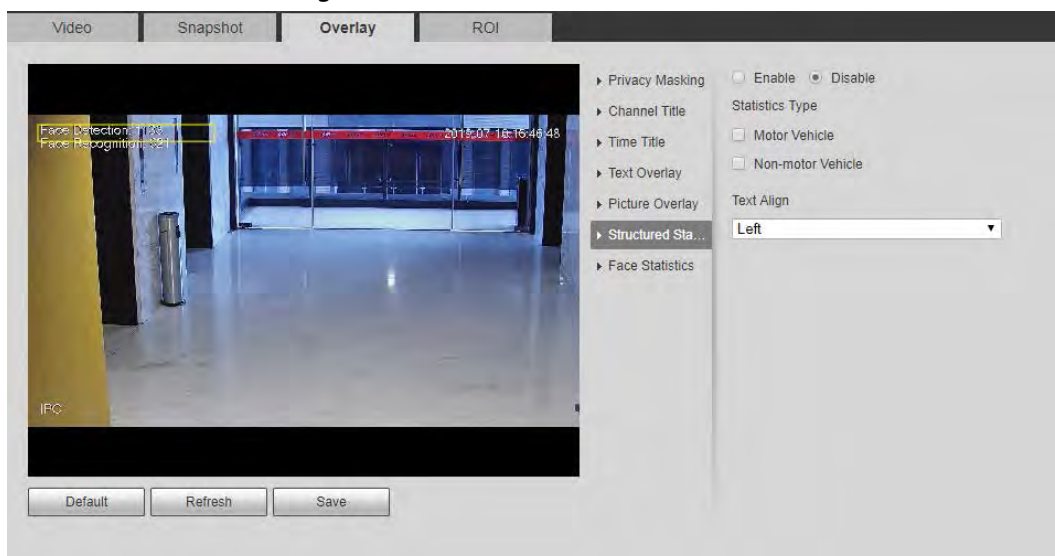 Video Snapshot Overlay ROI
Face Detection:
Face Recognition:
IPC
Privacy Masking
Channel Title
Time Title
Text Overlay
Picture Overlay
Structured Sta...
Face Statistics
Enable Disable
Statistics Type
Motor Vehicle
Non-motor Vehicle
Text Align
Left
Default Refresh Save